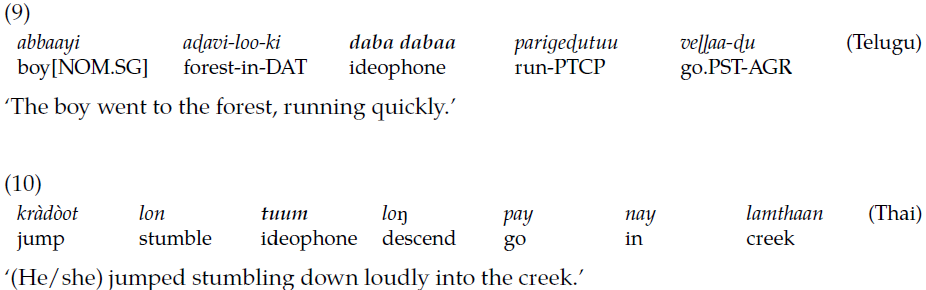 (9)
abbaayi aḍavi-loo-ki daba dabaa parigeḍutuu veḷḷaa-ḍu (Telugu)
boy[NOM.SG] forest-in-DAT ideophone run-PTCP go.PST-AGR
‘The boy went to the forest, running quickly.’
(10)
kràdòot lon tuum loŋ pay nay lamthaan (Thai)
jump stumble ideophone descend go in creek
‘(He/she) jumped stumbling down loudly into the creek.’